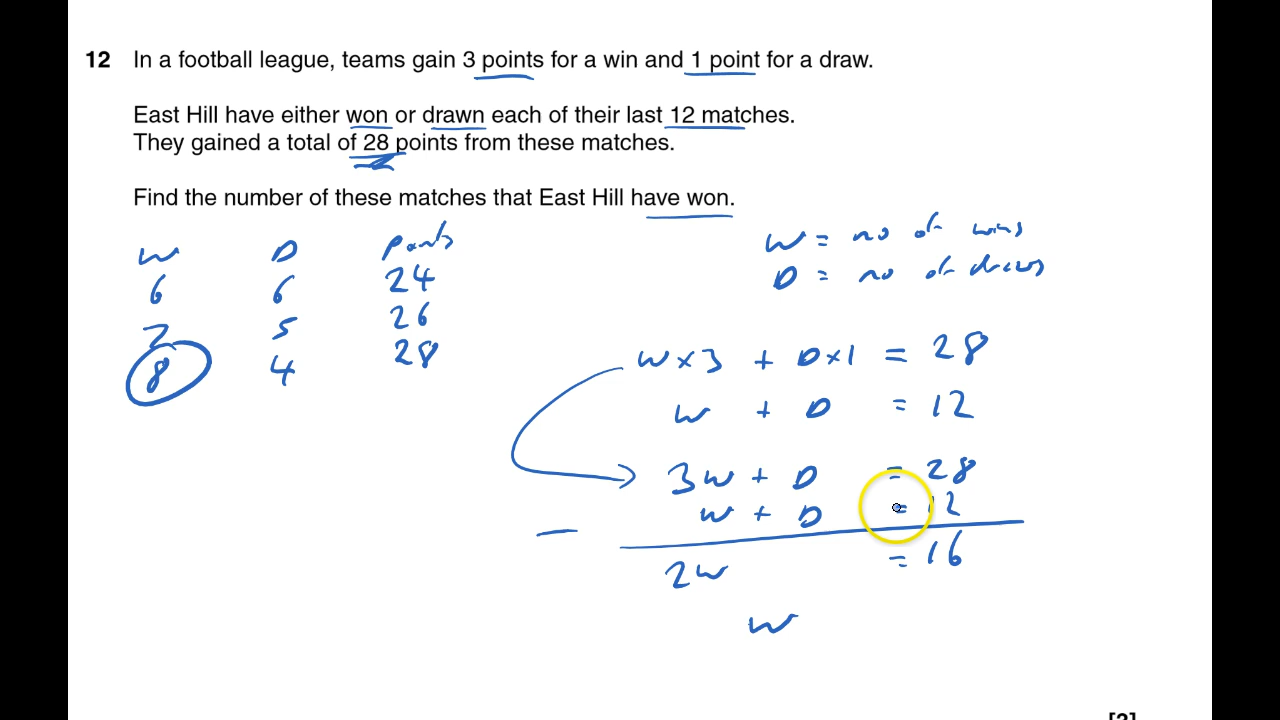 12 In a football league, teams gain 3 points for a win and 1 point for a draw.
East Hill have either won or drawn each of their last 12 matches.
They gained a total of 28 points from these matches.
Find the number of these matches that East Hill have won.
W D Points
6 6 24
7 5 26
8 4 28
W = no of wins
D = no of draws
W × 3 + D × 1 = 28
W + D = 12
3W + D = 28
W + D = 12
−
2W = 16
W